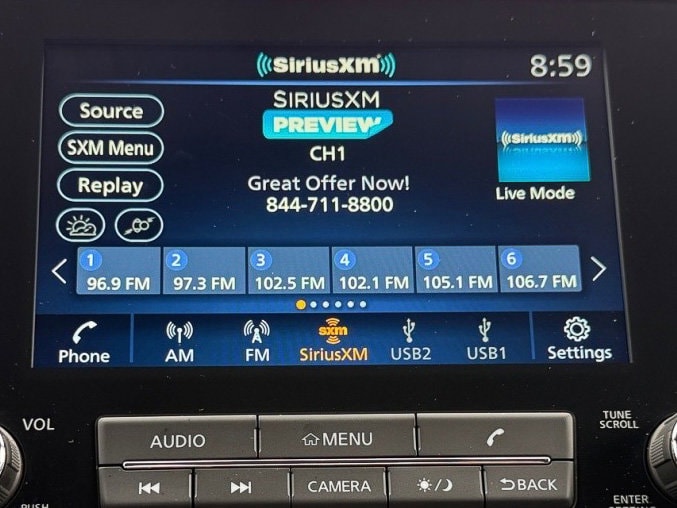 SiriusXM
8:59
Source
SXM Menu
Replay
SIRIUSXM
PREVIEW
CH1
Great Offer Now!
844-711-8800
SiriusXM
Live Mode
1
96.9 FM
2
97.3 FM
3
102.5 FM
4
102.1 FM
5
105.1 FM
6
106.7 FM
Phone
AM
FM
sxm
SiriusXM
USB2
USB1
Settings
VOL
AUDIO
MENU
TUNE
SCROLL
CAMERA
BACK
PUSH
ENTER
SETTING